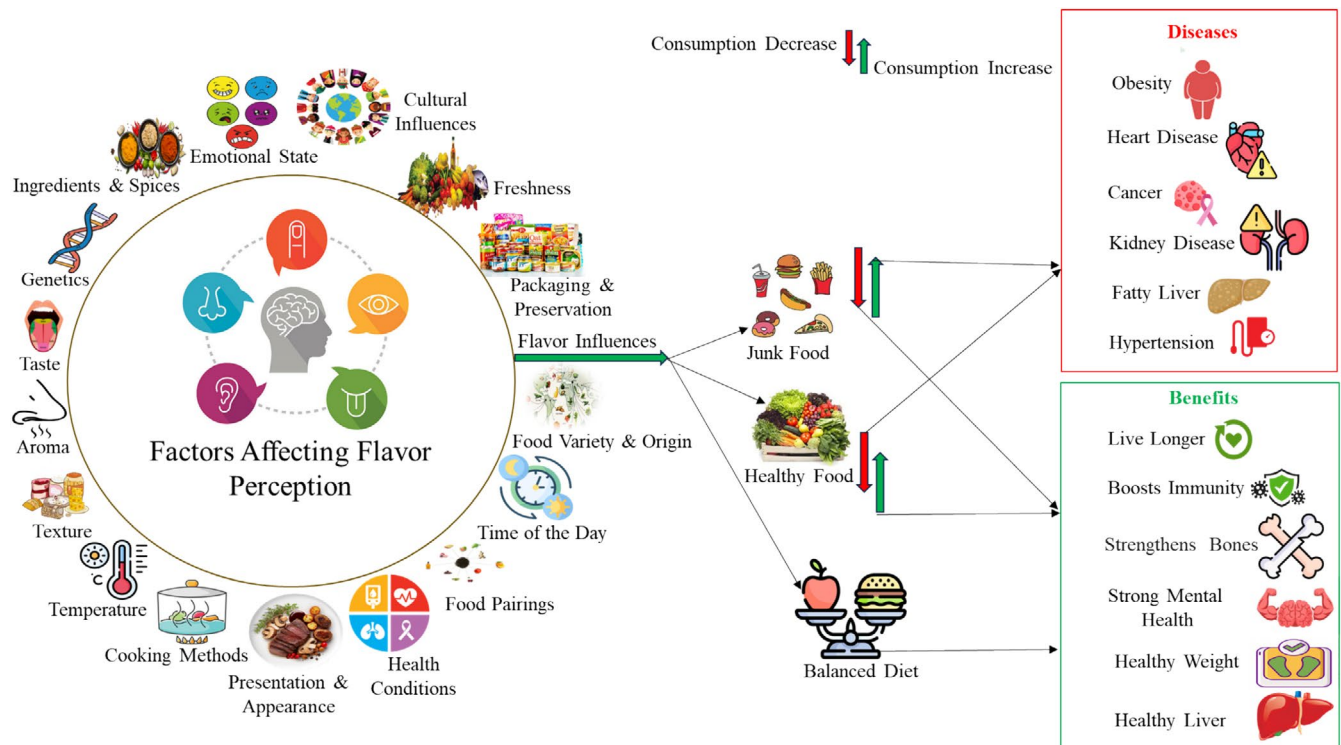 Consumption Decrease
Consumption Increase
Cultural
Influences
Emotional State
Ingredients & Spices
Freshness
Genetics
Packaging &
Preservation
Taste
Flavor Influences
Aroma
Factors Affecting Flavor
Perception
Food Variety & Origin
Texture
Time of the Day
°C
Temperature
Food Pairings
Cooking Methods
Presentation &
Appearance
Health
Conditions
Junk Food
Healthy Food
Balanced Diet
Diseases
Obesity
Heart Disease
Cancer
Kidney Disease
Fatty Liver
Hypertension
Benefits
Live Longer
Boosts Immunity
Strengthens Bones
Strong Mental
Health
Healthy Weight
Healthy Liver